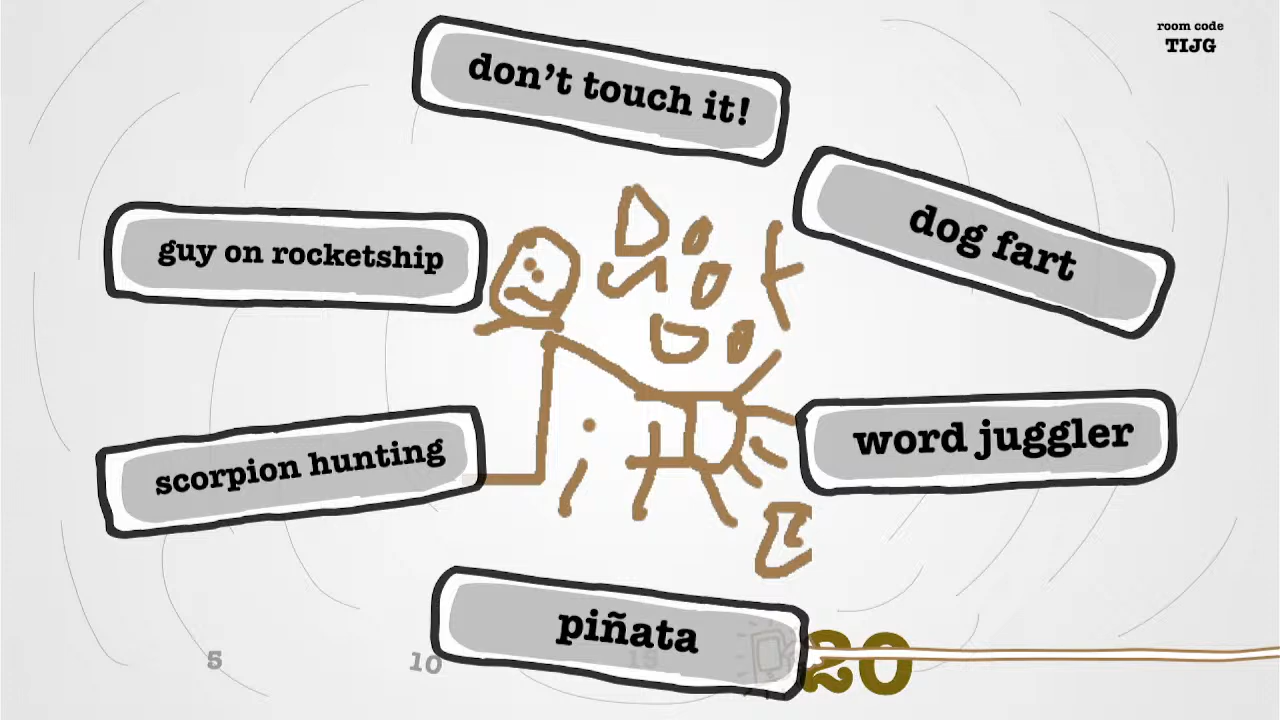 room code
TIJG
don't touch it!
dog fart
guy on rocketship
word juggler
scorpion hunting
piñata
5
10
15
20